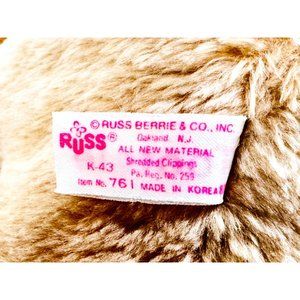 © RUSS BERRIE & CO., INC.
Oakland N.J.
RUSS®
ALL NEW MATERIAL
Shredded Clippings
K-43
Pa. Reg. No. 259
Item No. 761 MADE IN KOREA